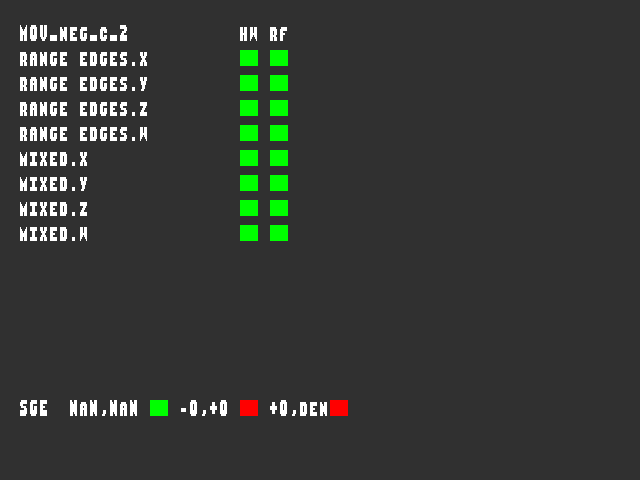 MOV_NEG_C_2 HW RF
RANGE EDGES.X
RANGE EDGES.Y
RANGE EDGES.Z
RANGE EDGES.W
MIXED.X
MIXED.Y
MIXED.Z
MIXED.W
SGE NAN,NAN -0,+0 +0,DEN